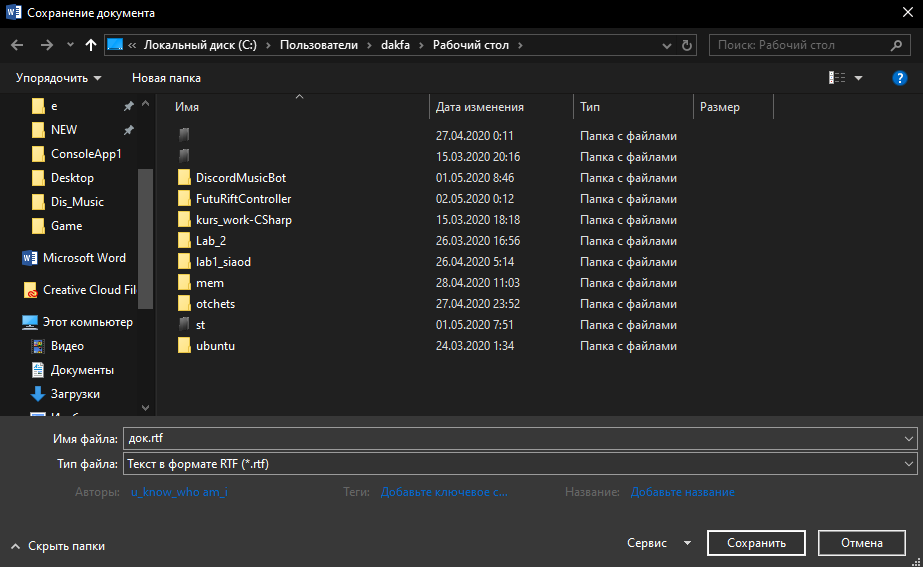 Сохранение документа
« Локальный диск (C:) › Пользователи › dakfa › Рабочий стол ›
Поиск: Рабочий стол
Упорядочить
Новая папка
e
NEW
ConsoleApp1
Desktop
Dis_Music
Game
Microsoft Word
Creative Cloud Fil
Этот компьютер
Видео
Документы
Загрузки
Имя Дата изменения Тип Размер
27.04.2020 0:11 Папка с файлами
15.03.2020 20:16 Папка с файлами
DiscordMusicBot 01.05.2020 8:46 Папка с файлами
FutuRiftController 02.05.2020 0:12 Папка с файлами
kurs_work-CSharp 15.03.2020 18:18 Папка с файлами
Lab_2 26.03.2020 16:56 Папка с файлами
lab1_siaod 26.04.2020 5:14 Папка с файлами
mem 28.04.2020 11:03 Папка с файлами
otchets 27.04.2020 23:52 Папка с файлами
st 01.05.2020 7:51 Папка с файлами
ubuntu 24.03.2020 1:34 Папка с файлами
Имя файла: док.rtf
Тип файла: Текст в формате RTF (*.rtf)
Авторы: u_know_who am_i Теги: Добавьте ключевое с... Название: Добавьте название
Скрыть папки
Сервис
Сохранить
Отмена